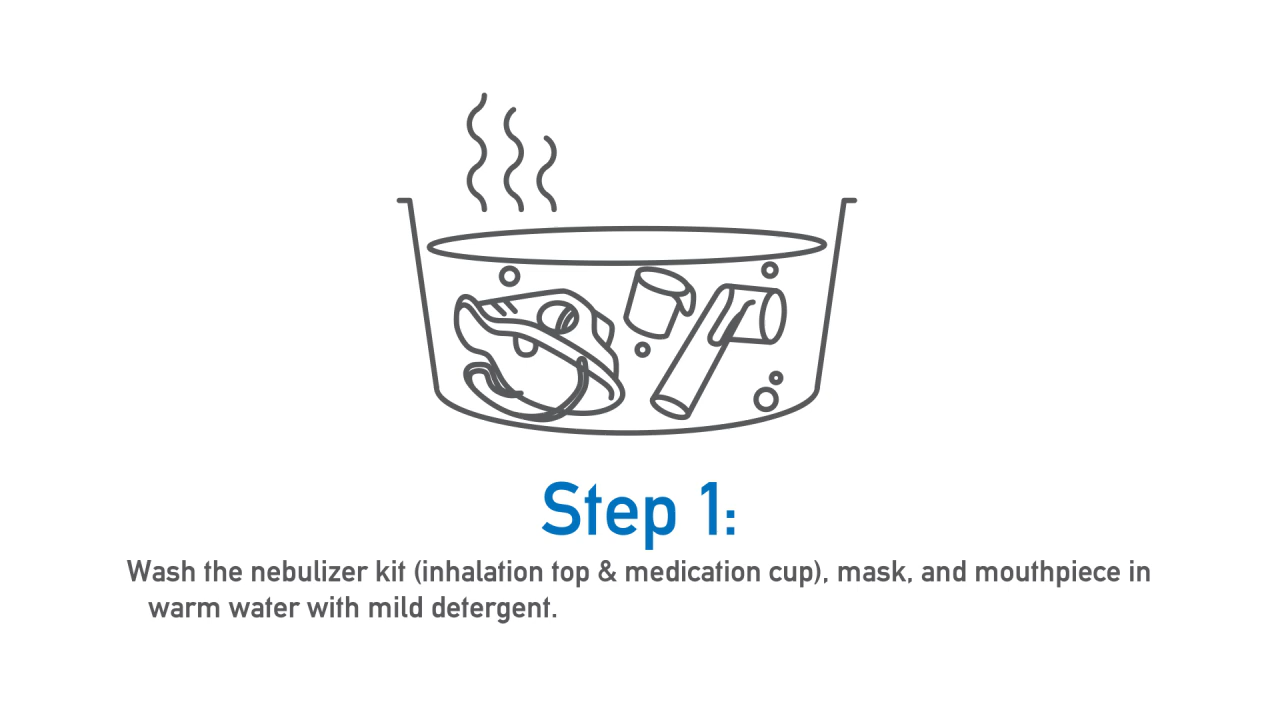 Step 1:
Wash the nebulizer kit (inhalation top & medication cup), mask, and mouthpiece in
warm water with mild detergent.